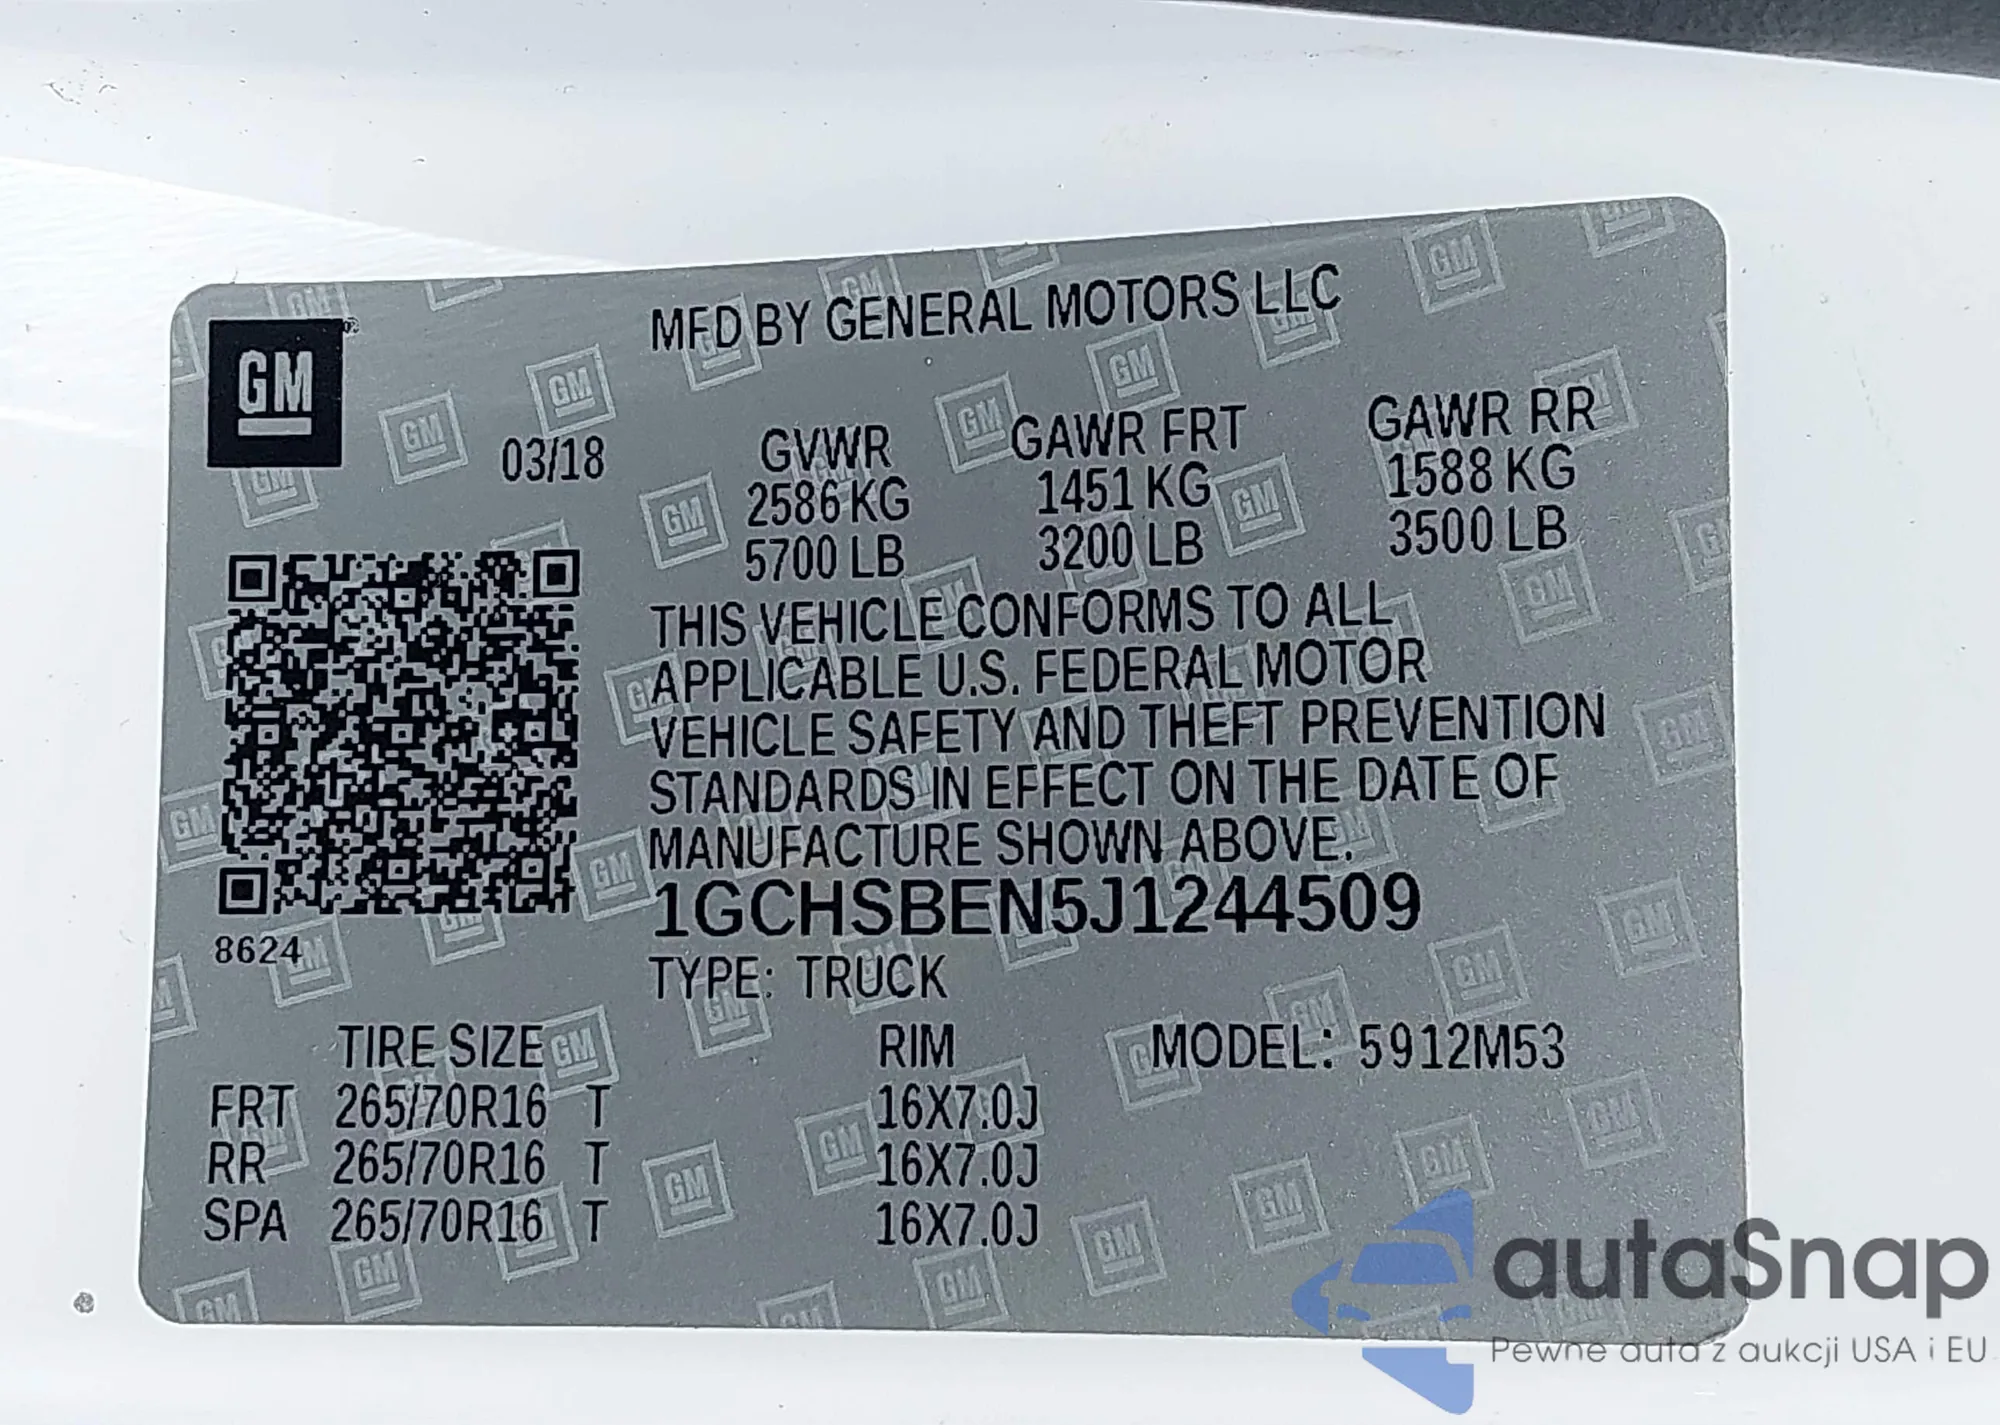 GM
MFD BY GENERAL MOTORS LLC
03/18
GVWR GAWR FRT GAWR RR
2586 KG 1451 KG 1588 KG
5700 LB 3200 LB 3500 LB
THIS VEHICLE CONFORMS TO ALL
APPLICABLE U.S. FEDERAL MOTOR
VEHICLE SAFETY AND THEFT PREVENTION
STANDARDS IN EFFECT ON THE DATE OF
MANUFACTURE SHOWN ABOVE.
1GCHSBEN5J1244509
8624
TYPE: TRUCK
TIRE SIZE RIM MODEL: 5912M53
FRT 265/70R16 T 16X7.0J
RR 265/70R16 T 16X7.0J
SPA 265/70R16 T 16X7.0J
autaSnap
Pewne auta z aukcji USA i EU